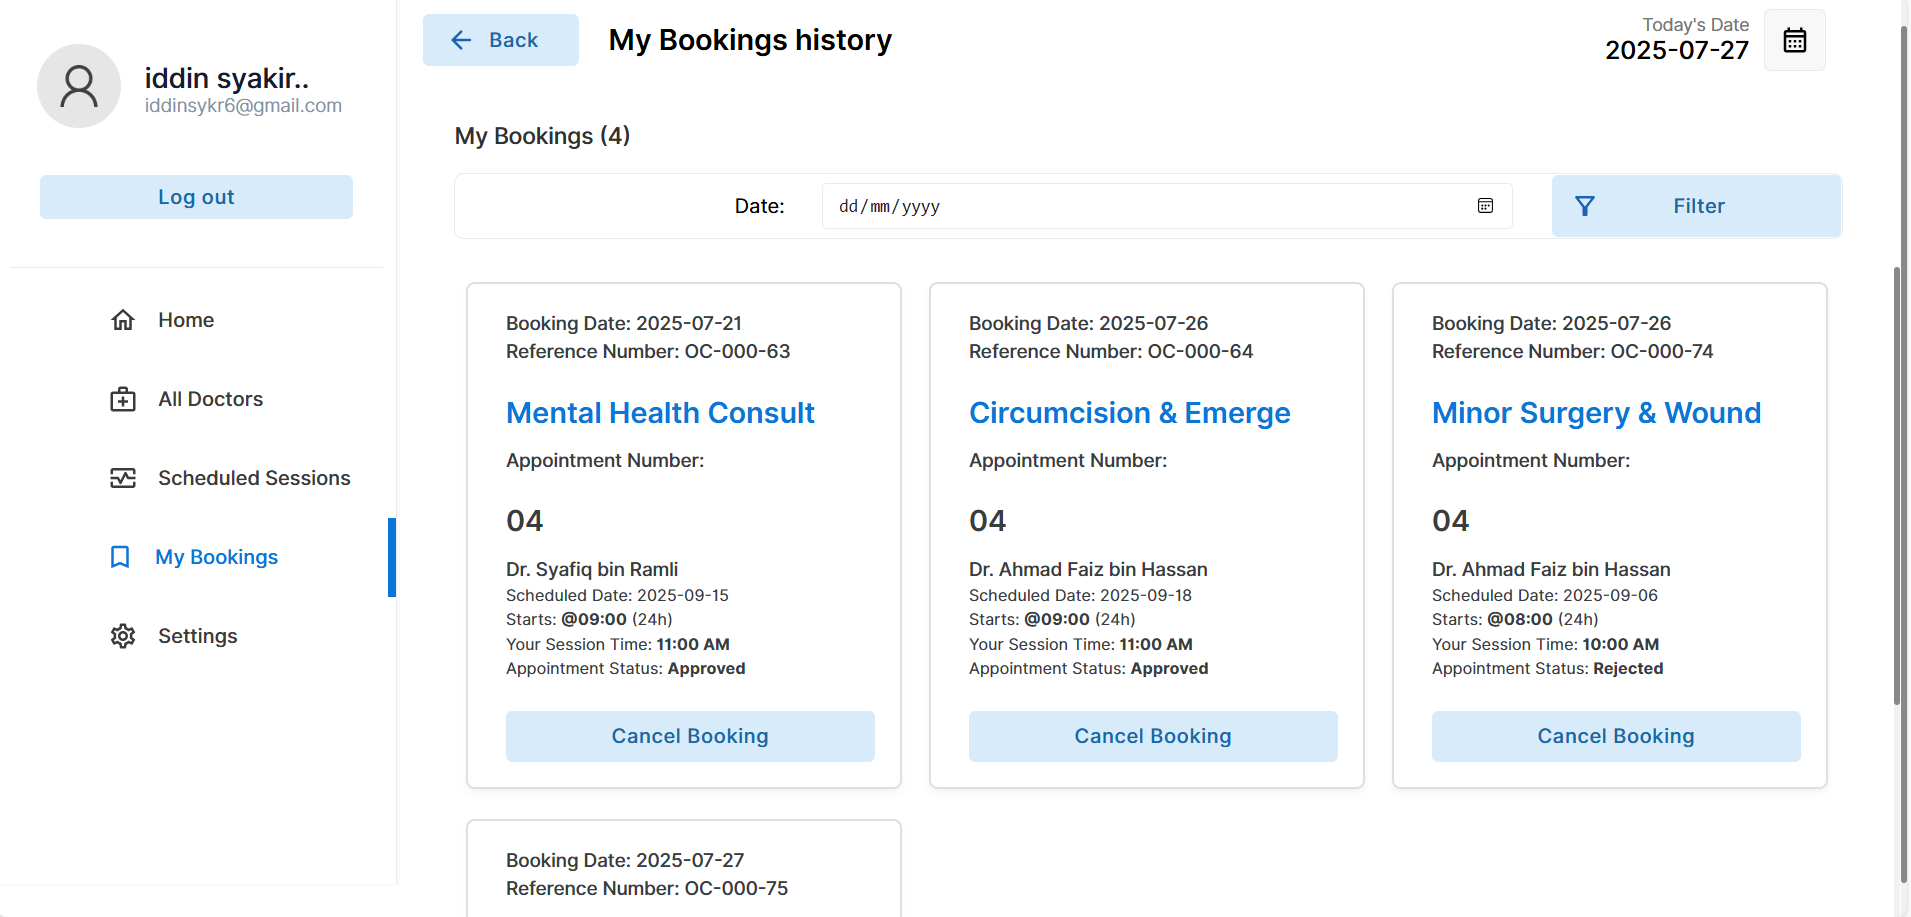 iddin syakir..
iddinsykr6@gmail.com
Log out
Home
All Doctors
Scheduled Sessions
My Bookings
Settings
Back
My Bookings history
Today's Date
2025-07-27
My Bookings (4)
Date:
dd/mm/yyyy
Filter
Booking Date: 2025-07-21
Reference Number: OC-000-63
Mental Health Consult
Appointment Number:
04
Dr. Syafiq bin Ramli
Scheduled Date: 2025-09-15
Starts: @09:00 (24h)
Your Session Time: 11:00 AM
Appointment Status: Approved
Cancel Booking
Booking Date: 2025-07-26
Reference Number: OC-000-64
Circumcision & Emerge
Appointment Number:
04
Dr. Ahmad Faiz bin Hassan
Scheduled Date: 2025-09-18
Starts: @09:00 (24h)
Your Session Time: 11:00 AM
Appointment Status: Approved
Cancel Booking
Booking Date: 2025-07-26
Reference Number: OC-000-74
Minor Surgery & Wound
Appointment Number:
04
Dr. Ahmad Faiz bin Hassan
Scheduled Date: 2025-09-06
Starts: @08:00 (24h)
Your Session Time: 10:00 AM
Appointment Status: Rejected
Cancel Booking
Booking Date: 2025-07-27
Reference Number: OC-000-75